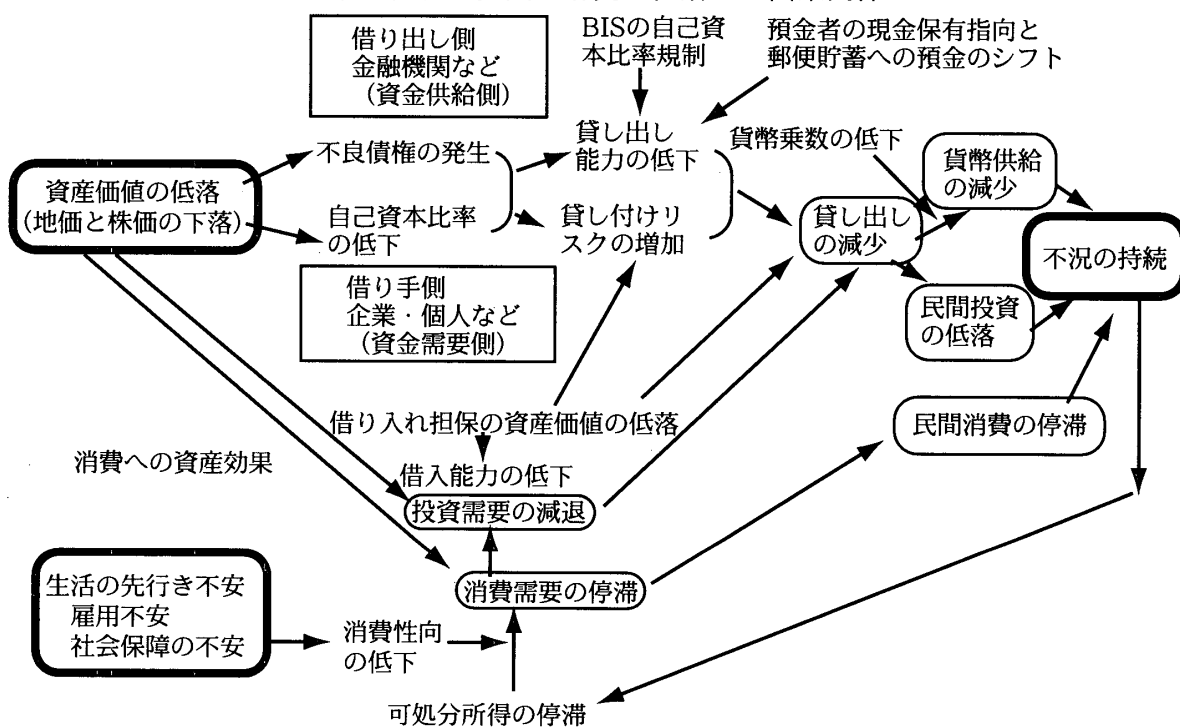 借り出し側
金融機関など
(資金供給側)
BISの自己資
本比率規制
預金者の現金保有指向と
郵便貯蓄への預金のシフト
不良債権の発生
貸し出し
能力の低下
貨幣乗数の低下
貨幣供給
の減少
資産価値の低落
(地価と株価の下落)
自己資本比率
の低下
貸し付けリ
スクの増加
貸し出し
の減少
不況の持続
借り手側
企業・個人など
(資金需要側)
民間投資
の低落
借り入れ担保の資産価値の低落
民間消費の停滞
消費への資産効果
借入能力の低下
投資需要の減退
生活の先行き不安
雇用不安
社会保障の不安
消費需要の停滞
消費性向
の低下
可処分所得の停滞